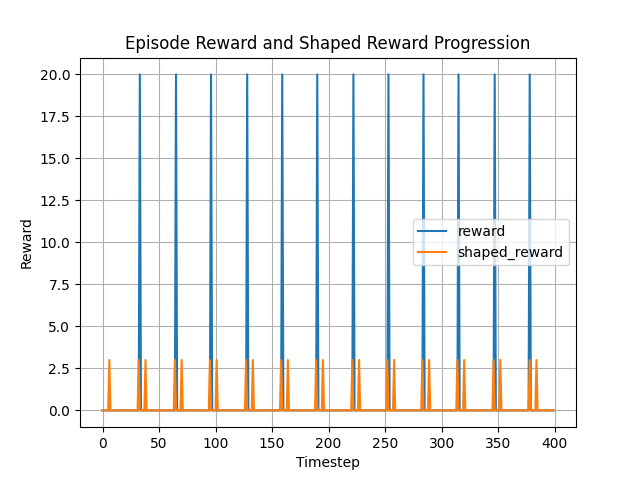 Episode Reward and Shaped Reward Progression
20.0
17.5
15.0
12.5
10.0
7.5
5.0
2.5
0.0
Reward
reward
shaped_reward
0 50 100 150 200 250 300 350 400
Timestep